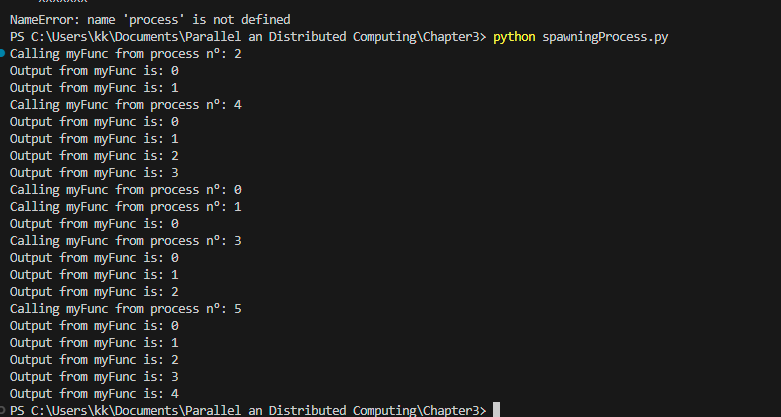 NameError: name 'process' is not defined
PS C:\Users\kk\Documents\Parallel an Distributed Computing\Chapter3> python spawningProcess.py
Calling myFunc from process nº: 2
Output from myFunc is: 0
Output from myFunc is: 1
Calling myFunc from process nº: 4
Output from myFunc is: 0
Output from myFunc is: 1
Output from myFunc is: 2
Output from myFunc is: 3
Calling myFunc from process nº: 0
Calling myFunc from process nº: 1
Output from myFunc is: 0
Calling myFunc from process nº: 3
Output from myFunc is: 0
Output from myFunc is: 1
Output from myFunc is: 2
Calling myFunc from process nº: 5
Output from myFunc is: 0
Output from myFunc is: 1
Output from myFunc is: 2
Output from myFunc is: 3
Output from myFunc is: 4
PS C:\Users\kk\Documents\Parallel an Distributed Computing\Chapter3>